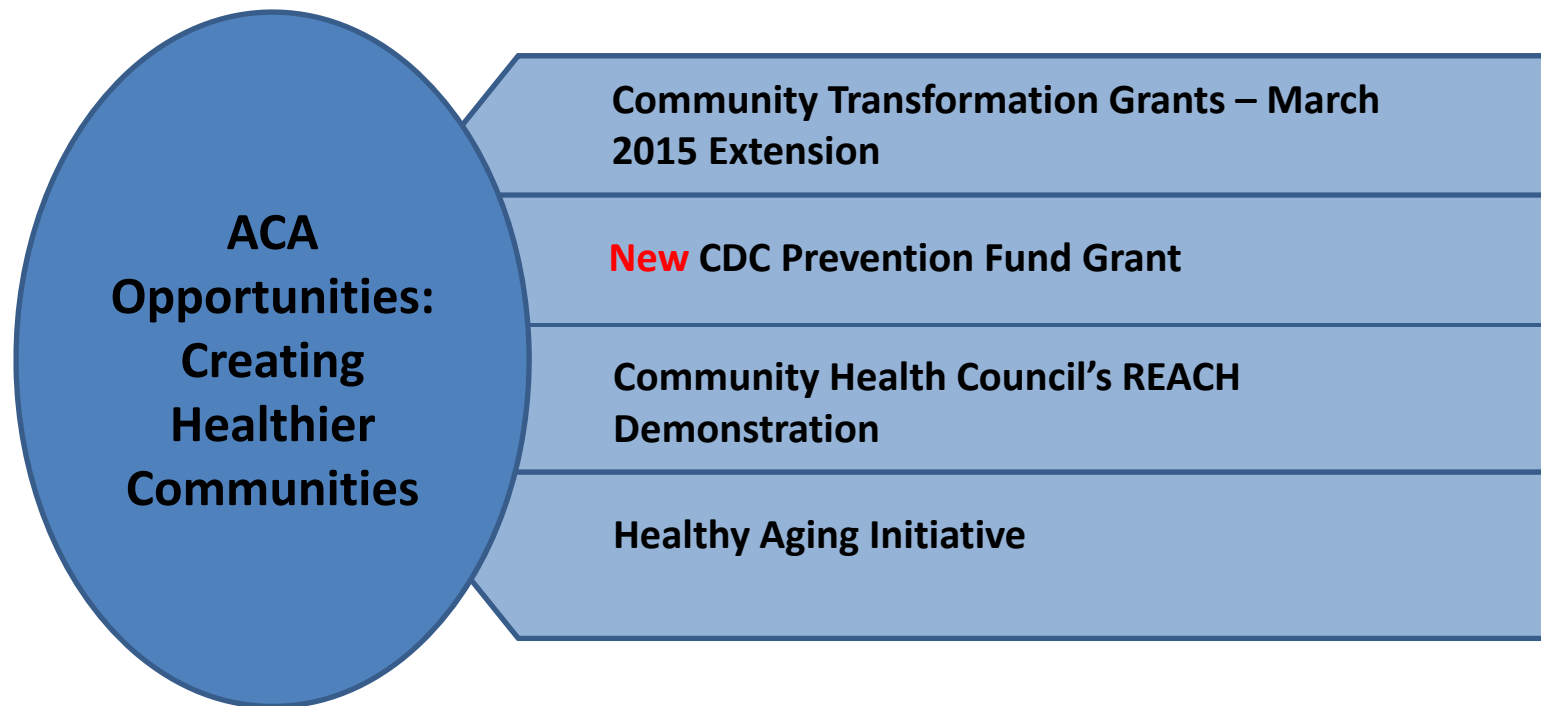 ACA
Opportunities:
Creating
Healthier
Communities
Community Transformation Grants – March
2015 Extension
New CDC Prevention Fund Grant
Community Health Council’s REACH
Demonstration
Healthy Aging Initiative